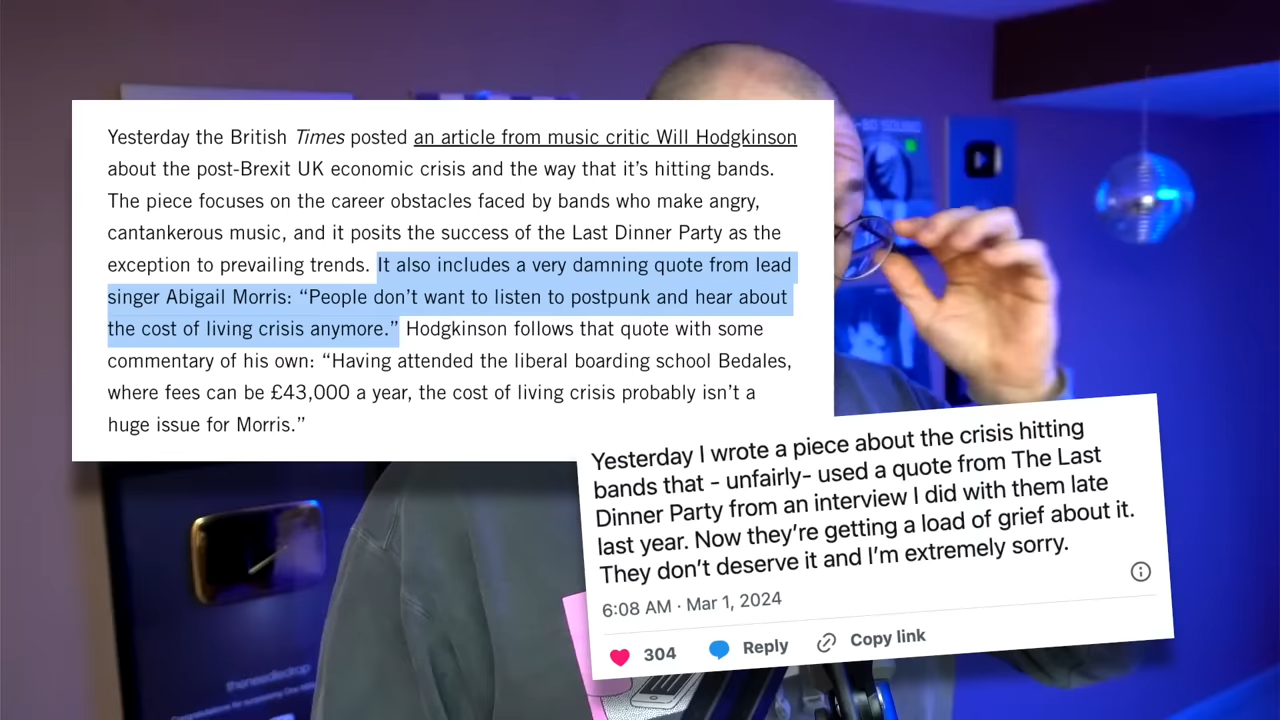 Yesterday the British Times posted an article from music critic Will Hodgkinson
about the post-Brexit UK economic crisis and the way that it’s hitting bands.
The piece focuses on the career obstacles faced by bands who make angry,
cantankerous music, and it posits the success of the Last Dinner Party as the
exception to prevailing trends. It also includes a very damning quote from lead
singer Abigail Morris: “People don’t want to listen to postpunk and hear about
the cost of living crisis anymore.” Hodgkinson follows that quote with some
commentary of his own: “Having attended the liberal boarding school Bedales,
where fees can be £43,000 a year, the cost of living crisis probably isn’t a
huge issue for Morris.”
Yesterday I wrote a piece about the crisis hitting
bands that - unfairly- used a quote from The Last
Dinner Party from an interview I did with them late
last year. Now they’re getting a load of grief about it.
They don’t deserve it and I’m extremely sorry.
6:08 AM · Mar 1, 2024
304 Reply Copy link
theneedledrop